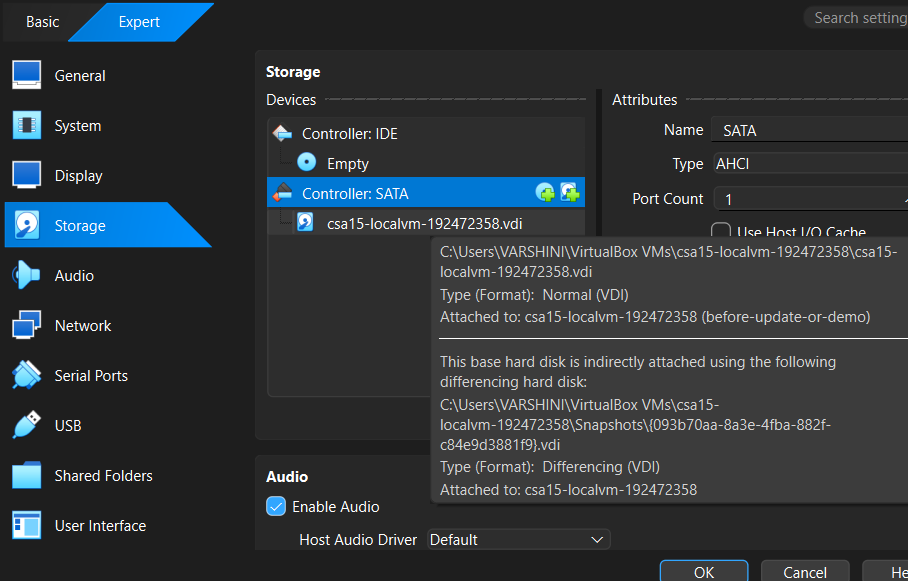 Basic
Expert
Search setting
General
System
Display
Storage
Audio
Network
Serial Ports
USB
Shared Folders
User Interface
Storage
Devices
Controller: IDE
Empty
Controller: SATA
csa15-localvm-192472358.vdi
Attributes
Name SATA
Type AHCI
Port Count 1
Use Host I/O Cache
C:\Users\VARSHINI\VirtualBox VMs\csa15-localvm-192472358\csa15-
localvm-192472358.vdi
Type (Format): Normal (VDI)
Attached to: csa15-localvm-192472358 (before-update-or-demo)
This base hard disk is indirectly attached using the following
differencing hard disk:
C:\Users\VARSHINI\VirtualBox VMs\csa15-
localvm-192472358\Snapshots\{093b70aa-8a3e-4fba-882f-
c84e9d3881f9}.vdi
Type (Format): Differencing (VDI)
Attached to: csa15-localvm-192472358
Audio
Enable Audio
Host Audio Driver Default
OK
Cancel
He